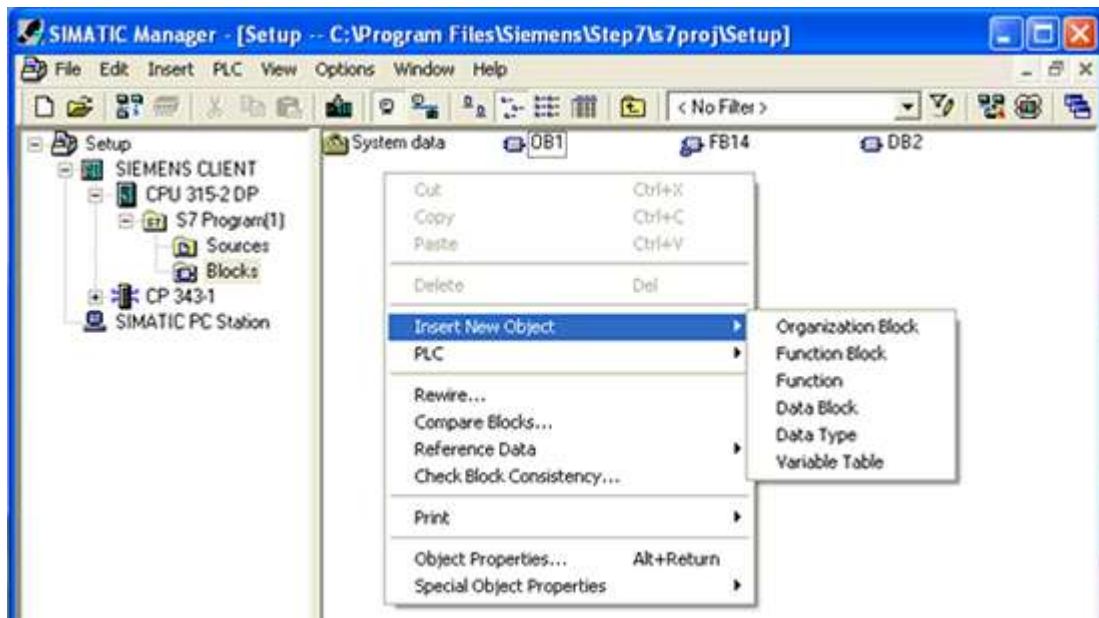 SIMATIC Manager - [Setup -- C:\Program Files\Siemens\Step7\s7proj\Setup]
File Edit Insert PLC View Options Window Help
< No Filter >
Setup
SIEMENS CLIENT
CPU 315-2 DP
S7 Program(1)
Sources
Blocks
CP 343-1
SIMATIC PC Station
System data OB1 FB14 DB2
Cut Ctrl+X
Copy Ctrl+C
Paste Ctrl+V
Delete Del
Insert New Object
PLC
Rewire...
Compare Blocks...
Reference Data
Check Block Consistency...
Print
Object Properties... Alt+Return
Special Object Properties
Organization Block
Function Block
Function
Data Block
Data Type
Variable Table